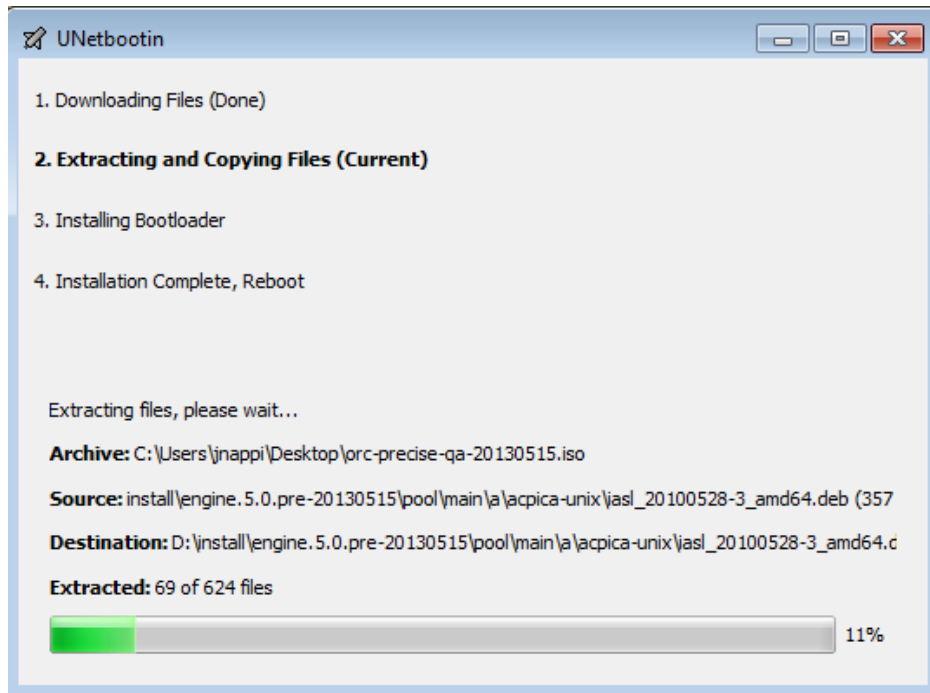 UNetbootin
1. Downloading Files (Done)
2. Extracting and Copying Files (Current)
3. Installing Bootloader
4. Installation Complete, Reboot
Extracting files, please wait...
Archive: C:\Users\jnappi\Desktop\orc-precise-qa-20130515.iso
Source: install\engine.5.0.pre-20130515\pool\main\a\acpica-unix\iasl_20100528-3_amd64.deb (357
Destination: D:\install\engine.5.0.pre-20130515\pool\main\a\acpica-unix\iasl_20100528-3_amd64.d
Extracted: 69 of 624 files
11%